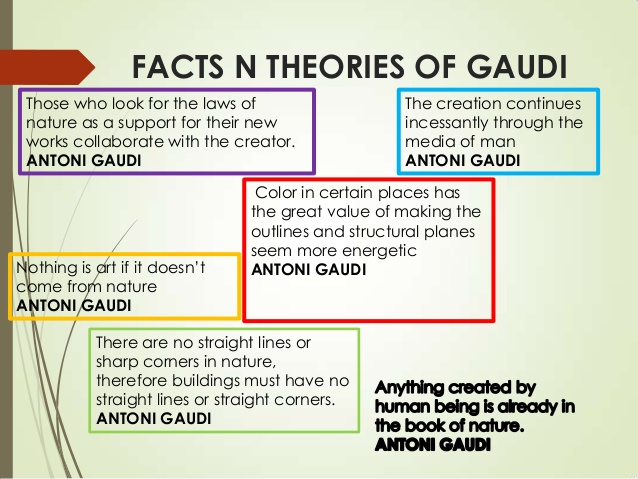 FACTS N THEORIES OF GAUDI
Those who look for the laws of
nature as a support for their new
works collaborate with the creator.
ANTONI GAUDI
The creation continues
incessantly through the
media of man
ANTONI GAUDI
Color in certain places has
the great value of making the
outlines and structural planes
seem more energetic
ANTONI GAUDI
Nothing is art if it doesn’t
come from nature
ANTONI GAUDI
There are no straight lines or
sharp corners in nature,
therefore buildings must have no
straight lines or straight corners.
ANTONI GAUDI
Anything created by
human being is already in
the book of nature.
ANTONI GAUDI